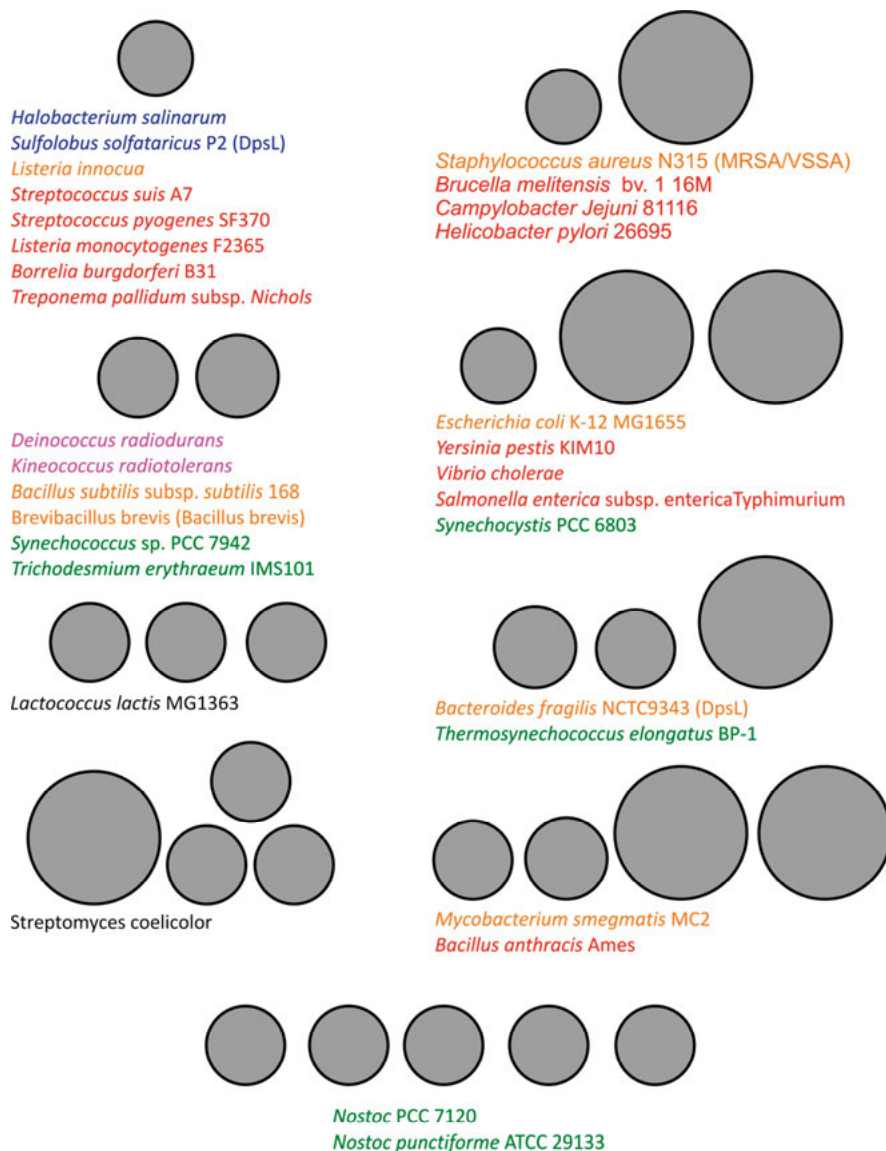 Halobacterium salinarum
Sulfolobus solfataricus P2 (DpsL)
Listeria innocua
Streptococcus suis A7
Streptococcus pyogenes SF370
Listeria monocytogenes F2365
Borrelia burgdorferi B31
Treponema pallidum subsp. Nichols
Staphylococcus aureus N315 (MRSA/VSSA)
Brucella melitensis bv. 1 16M
Campylobacter Jejuni 81116
Helicobacter pylori 26695
Deinococcus radiodurans
Kineococcus radiotolerans
Bacillus subtilis subsp. subtilis 168
Brevibacillus brevis (Bacillus brevis)
Synechococcus sp. PCC 7942
Trichodesmium erythraeum IMS101
Escherichia coli K-12 MG1655
Yersinia pestis KIM10
Vibrio cholerae
Salmonella enterica subsp. entericaTyphimurium
Synechocystis PCC 6803
Lactococcus lactis MG1363
Bacteroides fragilis NCTC9343 (DpsL)
Thermosynechococcus elongatus BP-1
Streptomyces coelicolor
Mycobacterium smegmatis MC2
Bacillus anthracis Ames
Nostoc PCC 7120
Nostoc punctiforme ATCC 29133